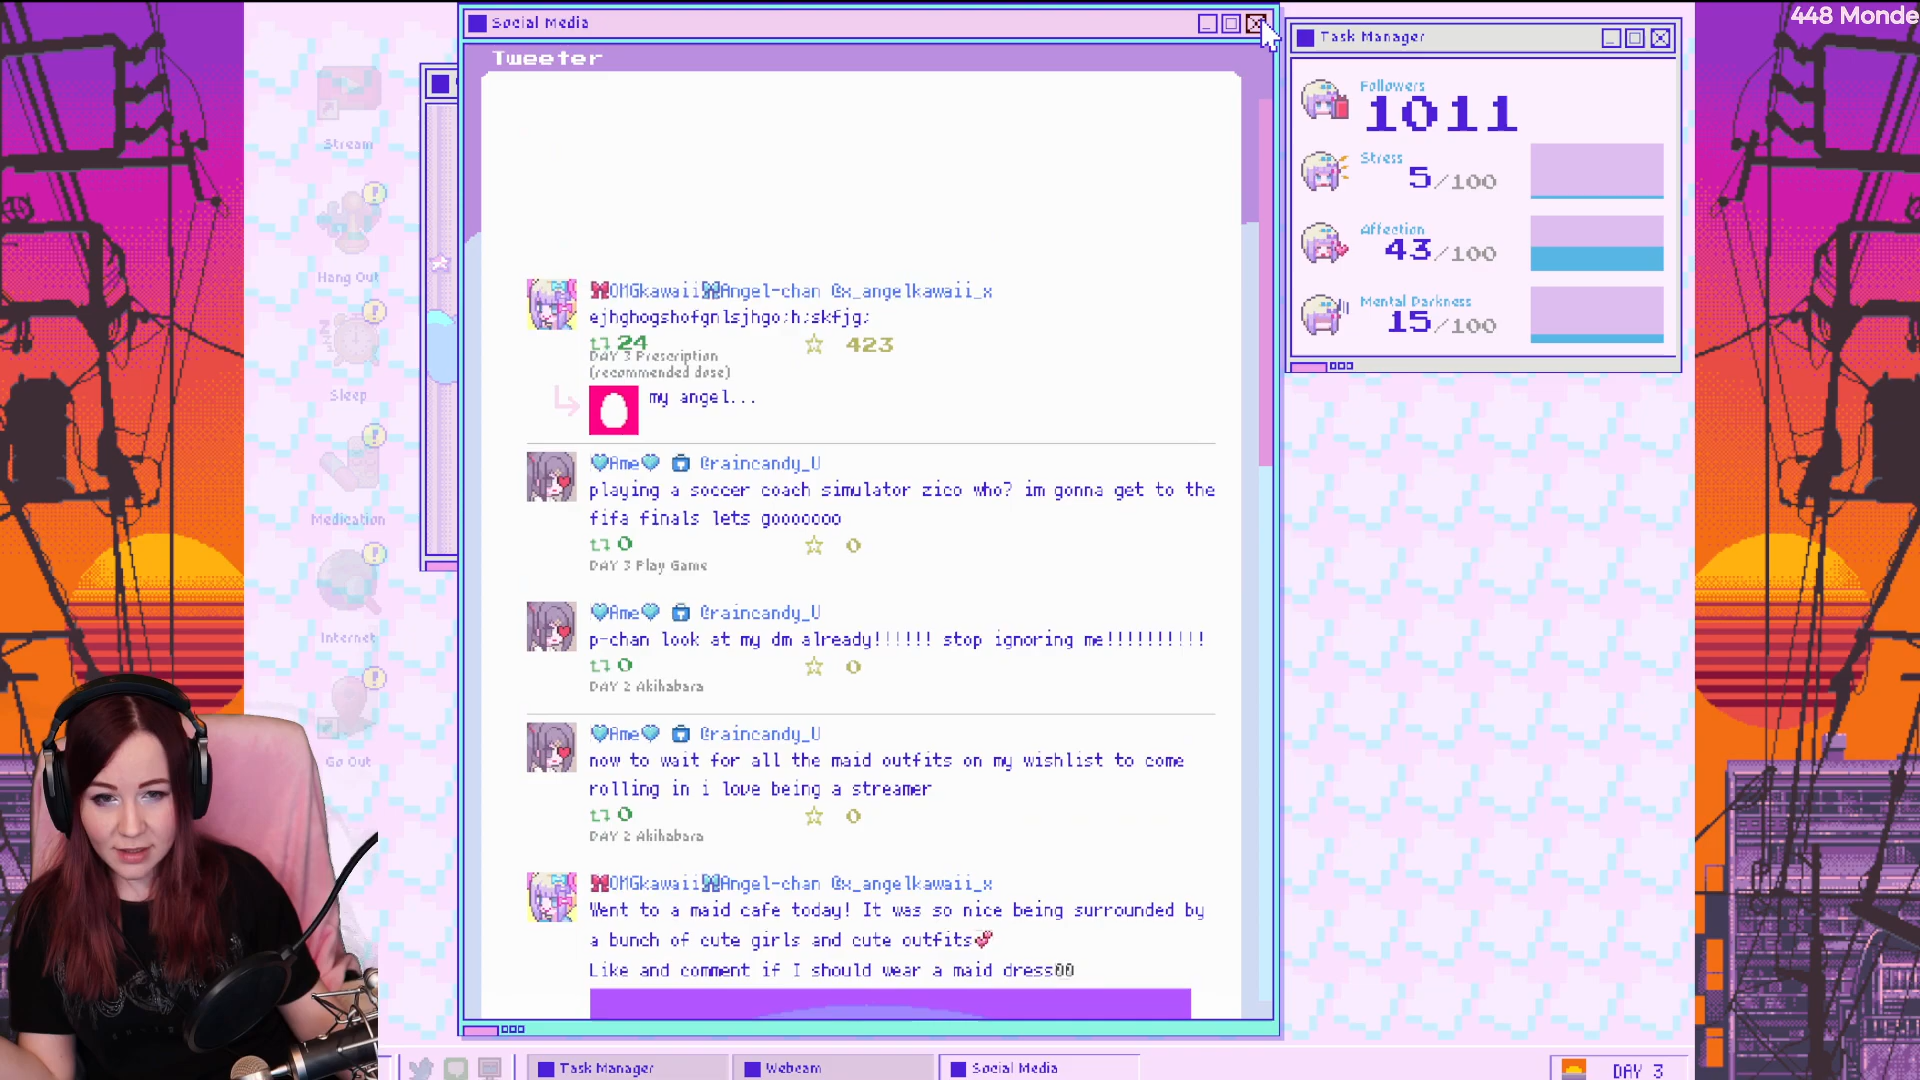 448 Monde
Social Media
Tweeter
Task Manager
Followers
1011
Stress
5/100
Affection
43/100
Mental Darkness
15/100
Stream
Hang Out
Sleep
Medication
Internet
Go Out
OMGkawaii Angel-chan @x_angelkawaii_x
ejhghogshofgnlsjhgo;h;skfjg;
24 423
DAY 3 Prescription
(recommended dose)
my angel...
Ame @raincandy_U
playing a soccer coach simulator zico who? im gonna get to the
fifa finals lets gooooooo
0 0
DAY 3 Play Game
Ame @raincandy_U
p-chan look at my dm already!!!!!! stop ignoring me!!!!!!!!!!
0 0
DAY 2 Akihabara
Ame @raincandy_U
now to wait for all the maid outfits on my wishlist to come
rolling in i love being a streamer
0 0
DAY 2 Akihabara
OMGkawaii Angel-chan @x_angelkawaii_x
Went to a maid cafe today! It was so nice being surrounded by
a bunch of cute girls and cute outfits💕
Like and comment if I should wear a maid dress
Task Manager
Webcam
Social Media
DAY 3